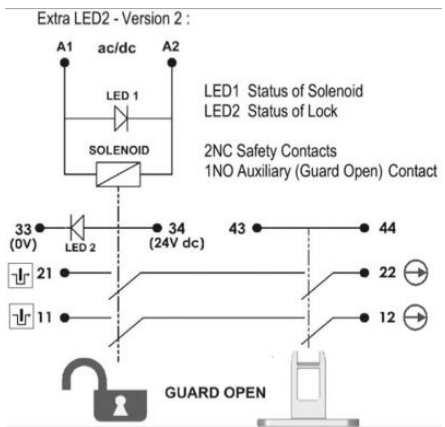 Extra LED2 - Version 2 :
A1 ac/dc A2
LED 1
LED1 Status of Solenoid
LED2 Status of Lock
SOLENOID
2NC Safety Contacts
1NO Auxiliary (Guard Open) Contact
33 34 43 44
(0V) LED 2 (24V dc)
21 22
11 12
GUARD OPEN